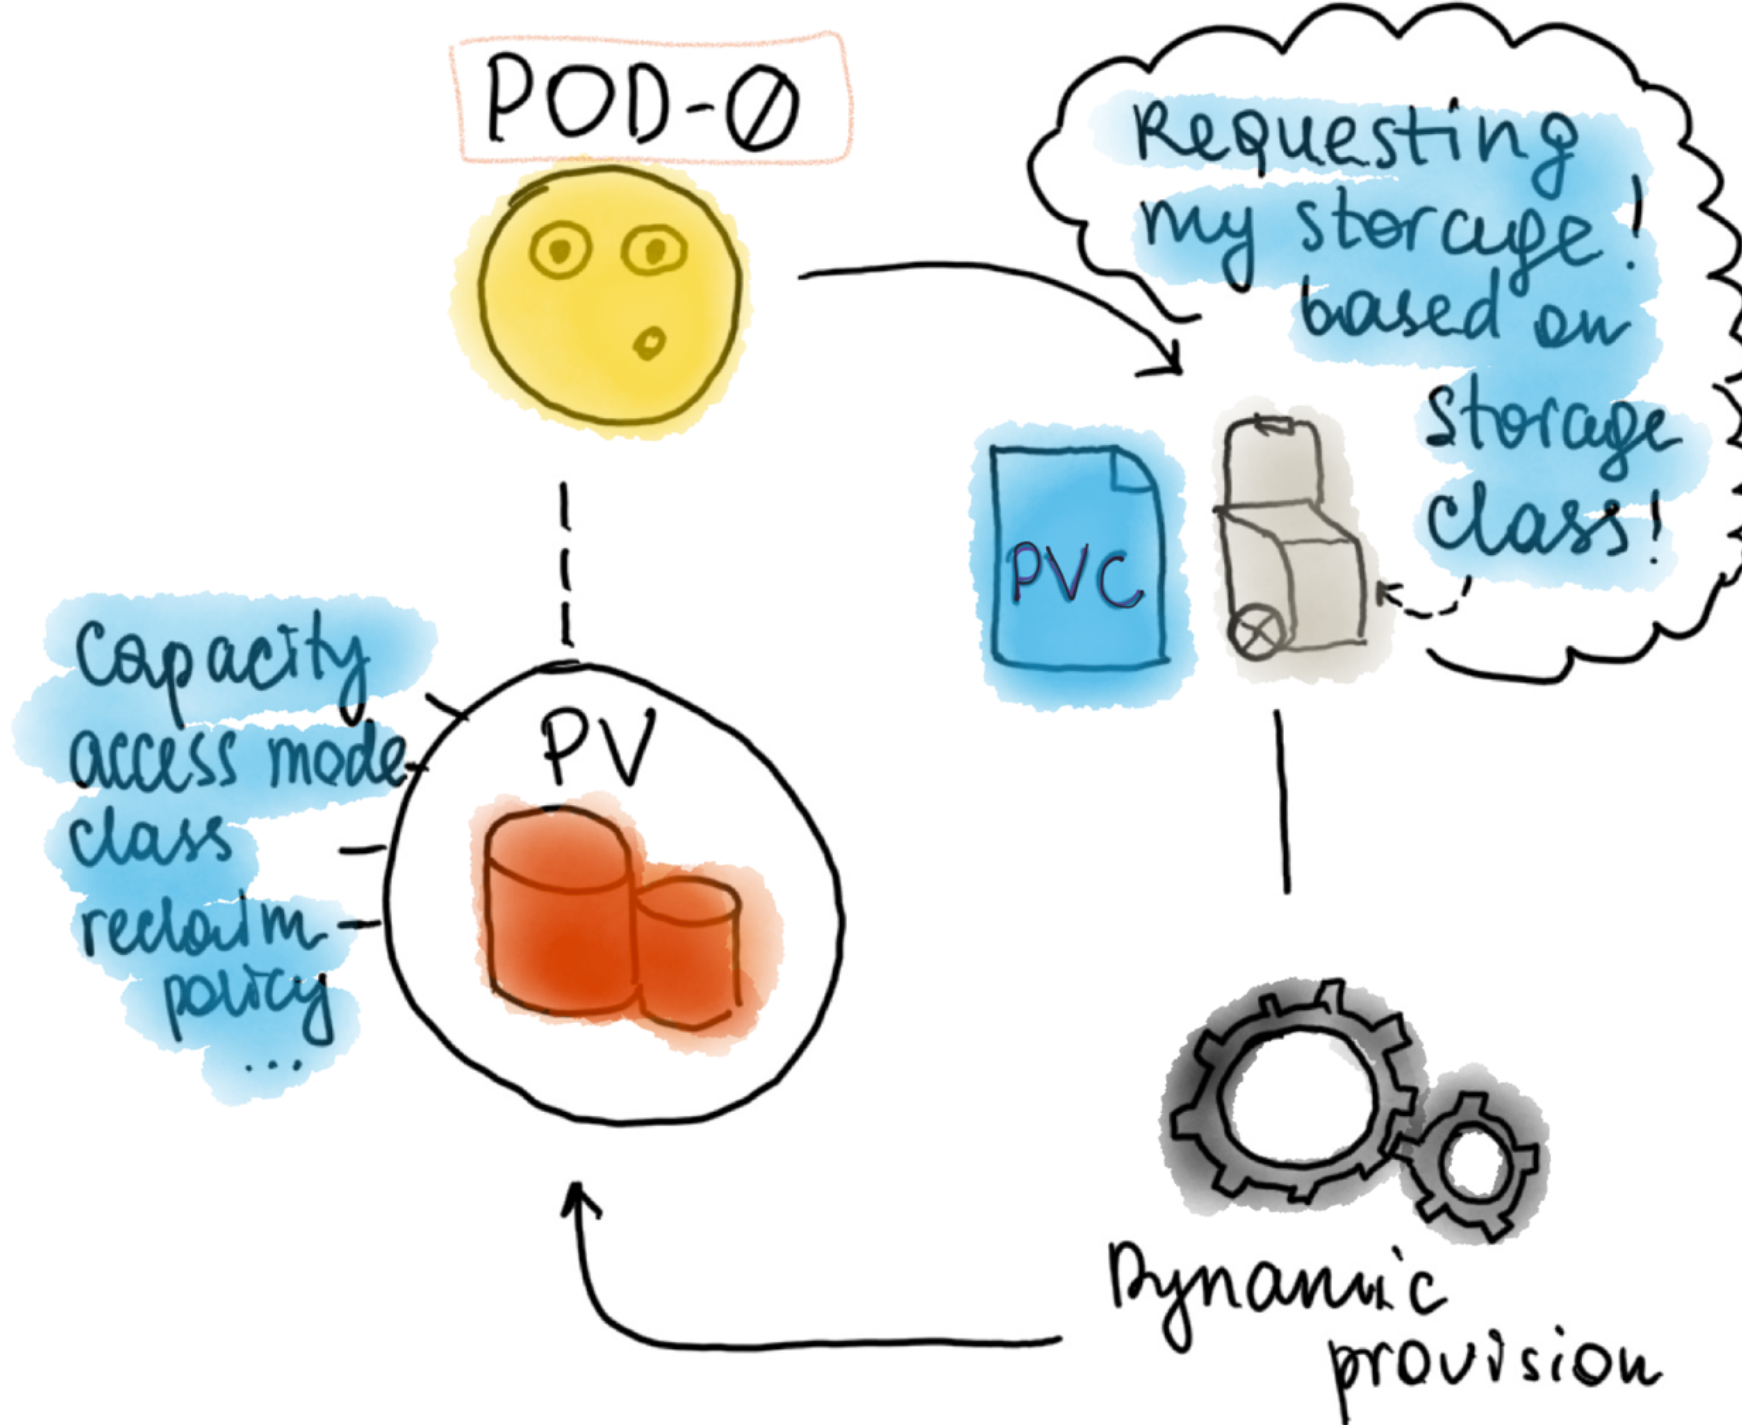 POD-0
Requesting
my storage!
based on
storage
class!
PVC
Capacity
access mode
class
reclaim
policy
...
PV
Dynamic
provision